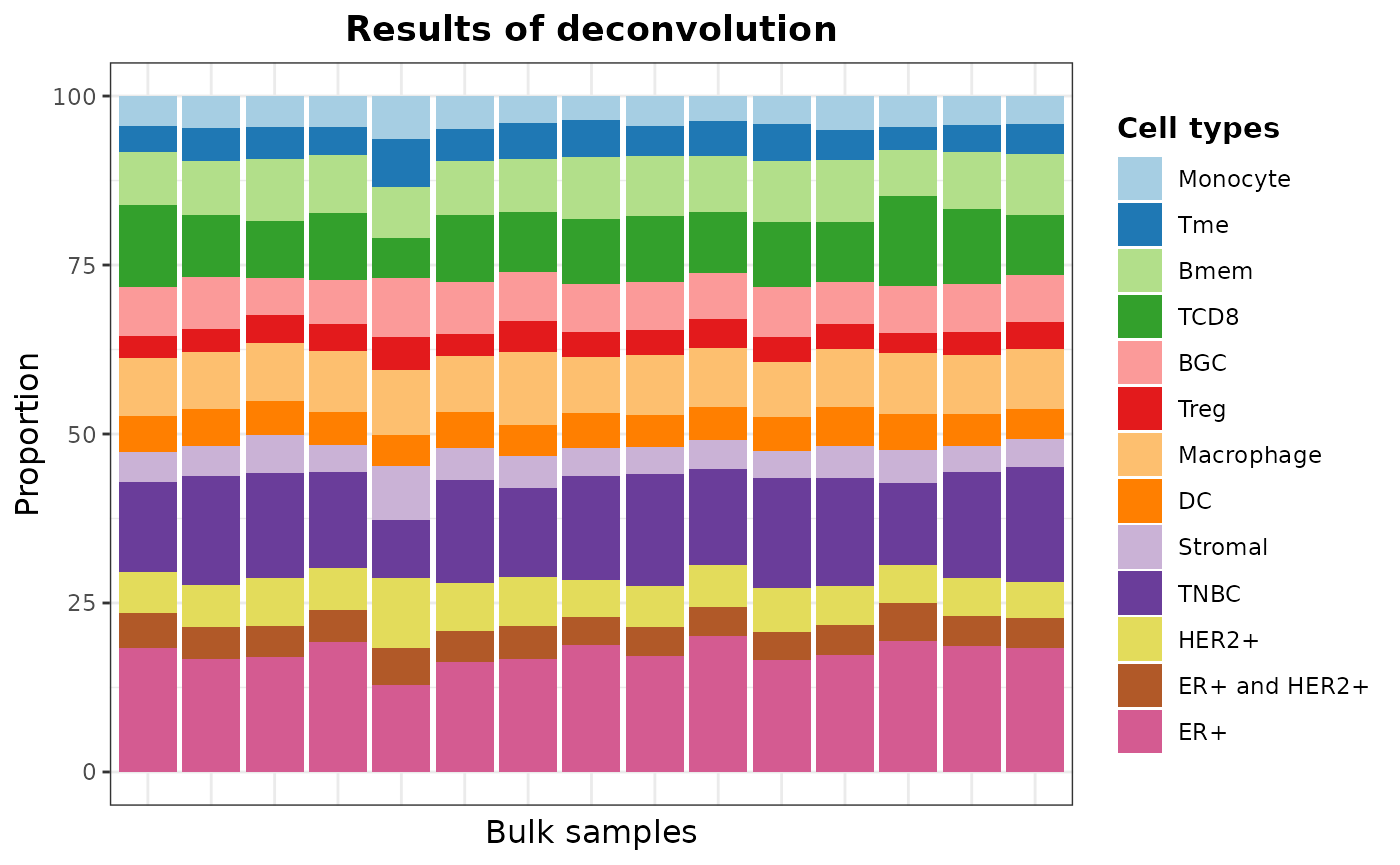 Results of deconvolution
100
75
50
25
0
Proportion
Bulk samples
Cell types
Monocyte
Tme
Bmem
TCD8
BGC
Treg
Macrophage
DC
Stromal
TNBC
HER2+
ER+ and HER2+
ER+